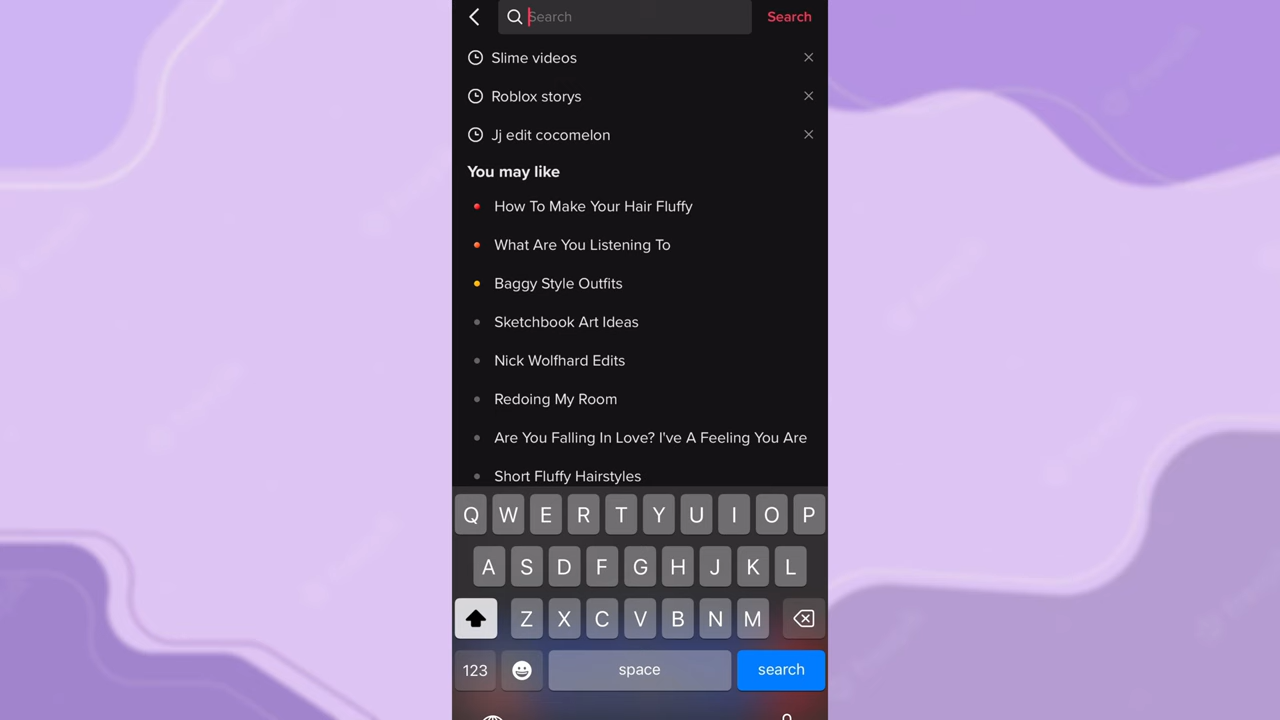 Search Search
Slime videos
Roblox storys
Jj edit cocomelon
You may like
How To Make Your Hair Fluffy
What Are You Listening To
Baggy Style Outfits
Sketchbook Art Ideas
Nick Wolfhard Edits
Redoing My Room
Are You Falling In Love? I've A Feeling You Are
Short Fluffy Hairstyles
Q W E R T Y U I O P
A S D F G H J K L
Z X C V B N M
123 space search